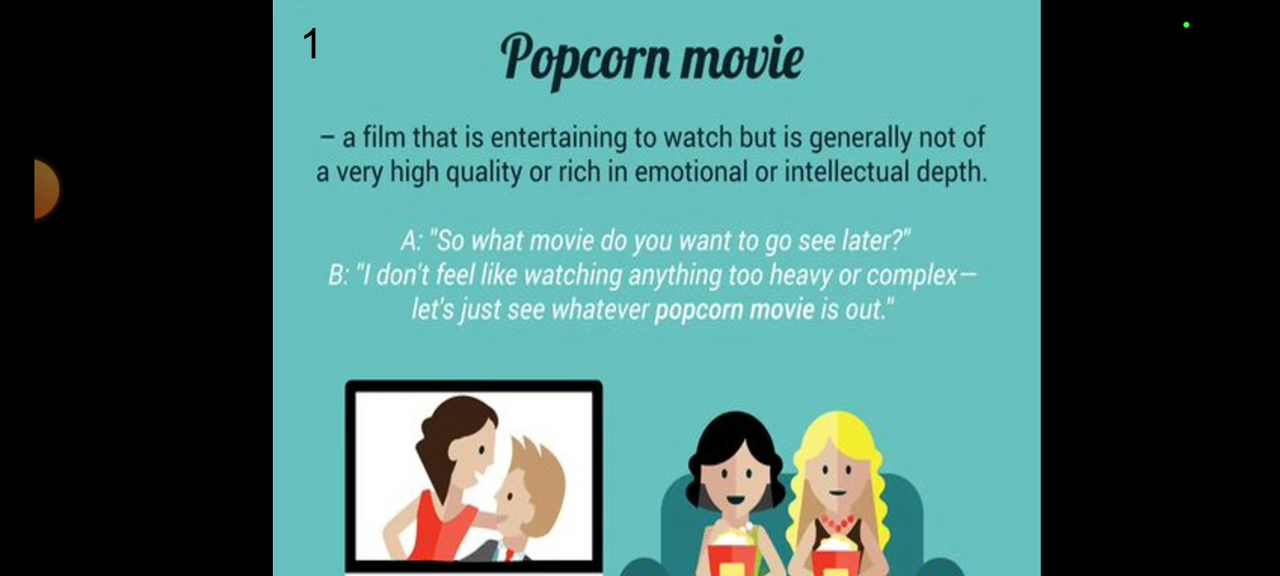 1
Popcorn movie
– a film that is entertaining to watch but is generally not of
a very high quality or rich in emotional or intellectual depth.
A: "So what movie do you want to go see later?"
B: "I don't feel like watching anything too heavy or complex—
let's just see whatever popcorn movie is out."